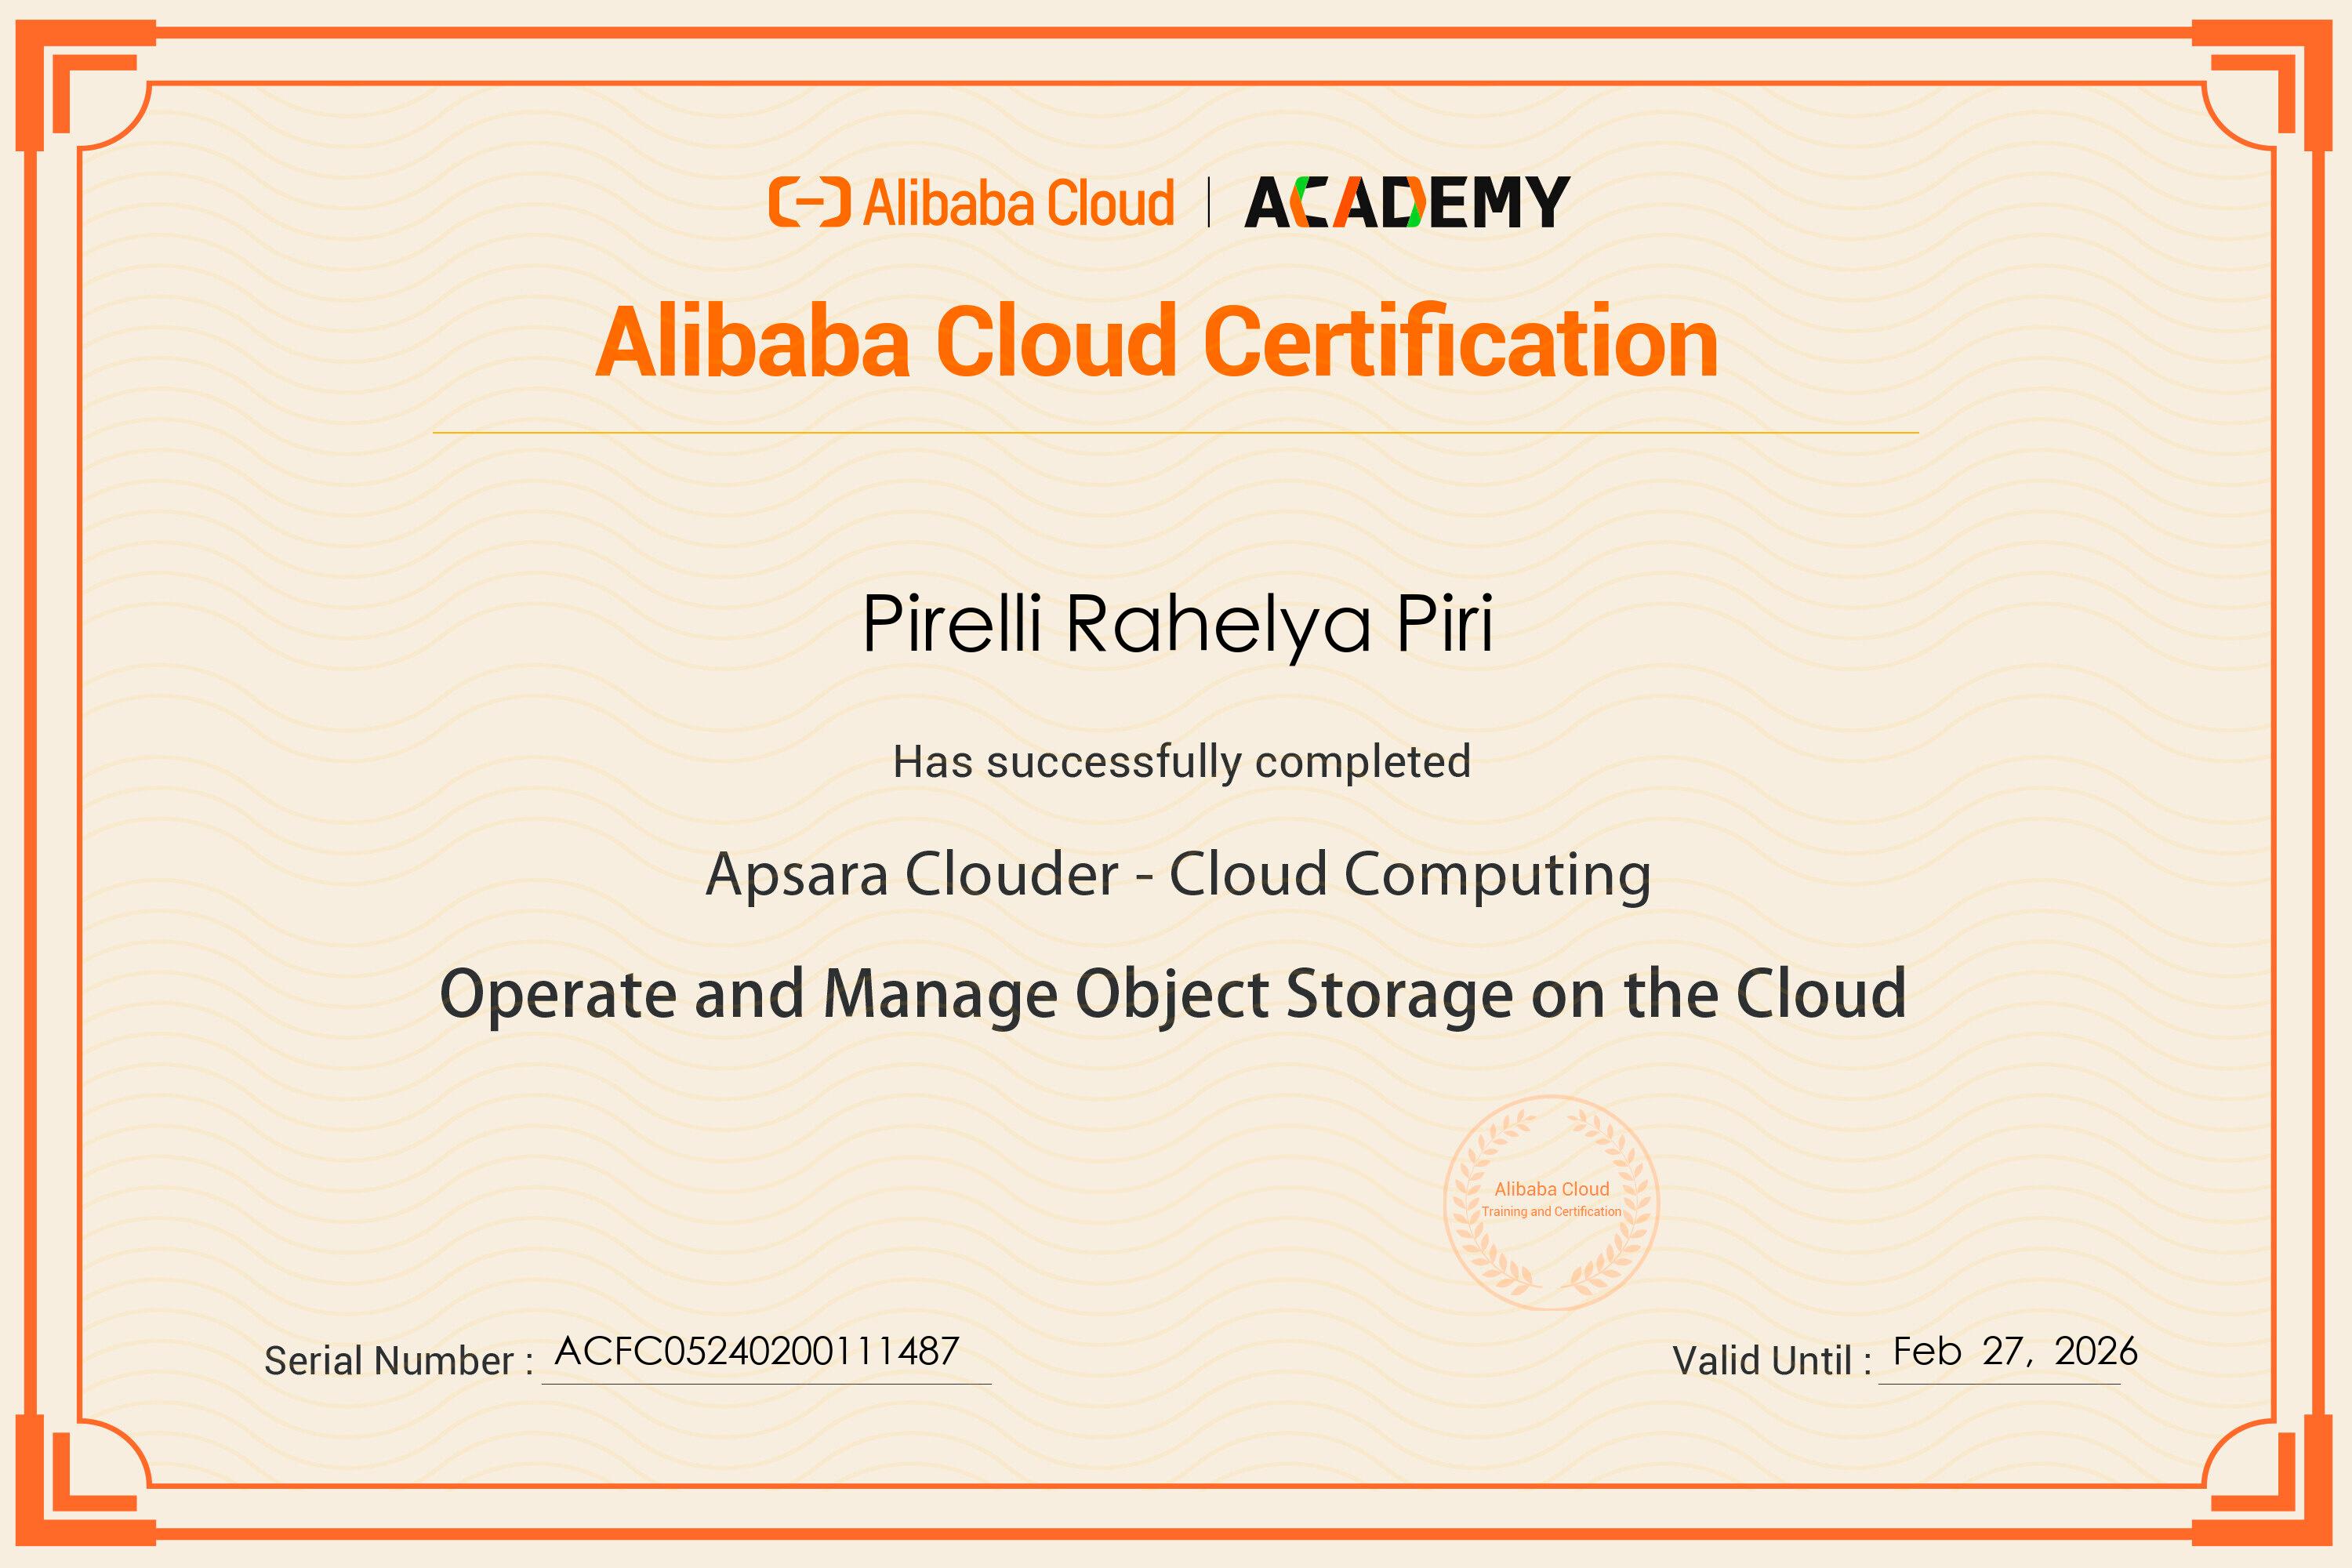 Alibaba Cloud | ACADEMY
Alibaba Cloud Certification
Pirelli Rahelya Piri
Has successfully completed
Apsara Clouder - Cloud Computing
Operate and Manage Object Storage on the Cloud
Alibaba Cloud
Training and Certification
Serial Number : ACFC05240200111487
Valid Until : Feb 27, 2026